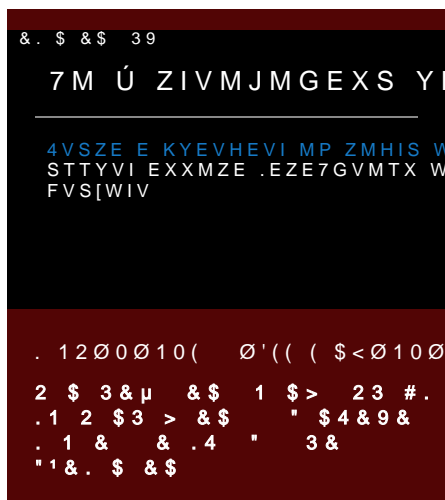 &. $ &$ 39
7M Ú ZIVMJMGEXS Y
4VSZE E KYEVHEVI MP ZMHIS W
STTYVI EXXMZE .EZE7GVMTX W
FVS[WIV
. 12Ø0Ø10( Ø'(( ( $<Ø10Ø
2 $ 3&µ &$ 1 $> 23 #.
.1 2 $3 > &$ " $4&9&
. 1 & & .4 " 3&
"¹&. $ &$